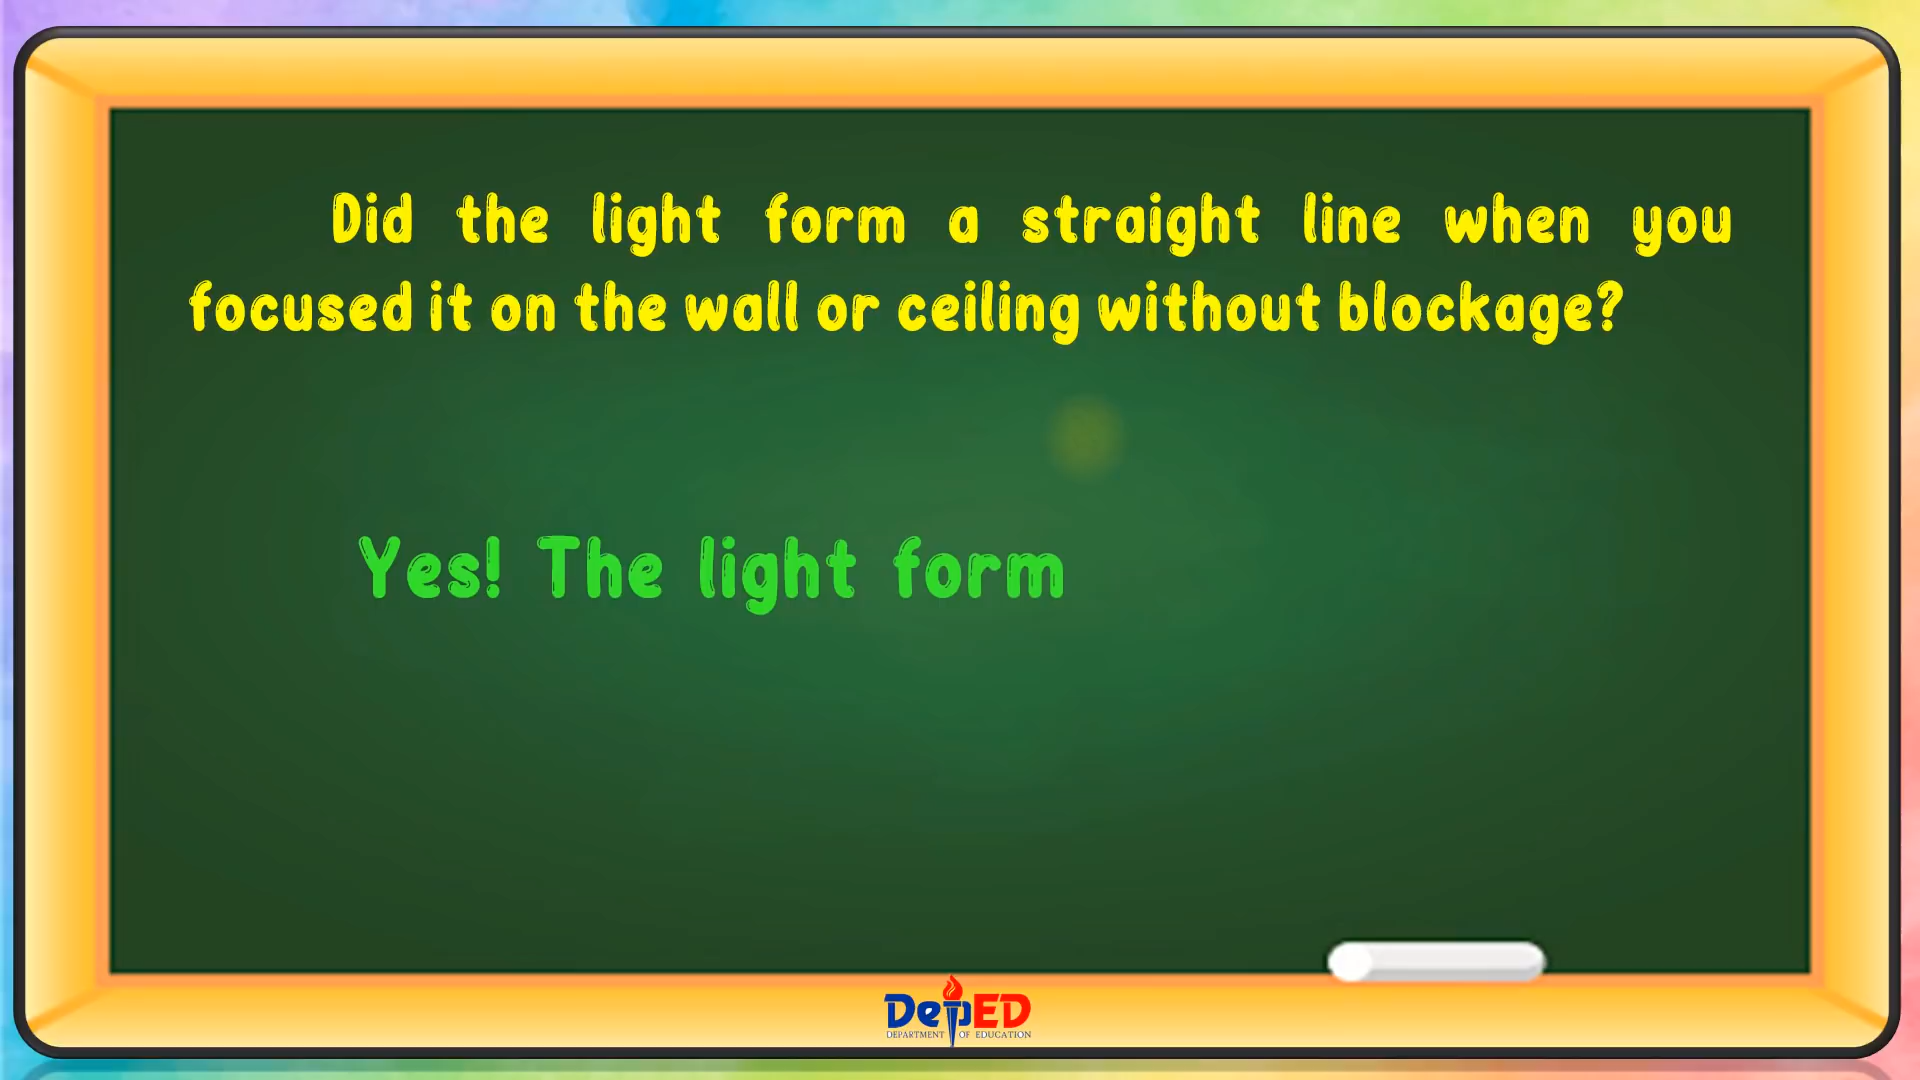 Did the light form a straight line when you
focused it on the wall or ceiling without blockage?
Yes! The light form
DepED
DEPARTMENT OF EDUCATION